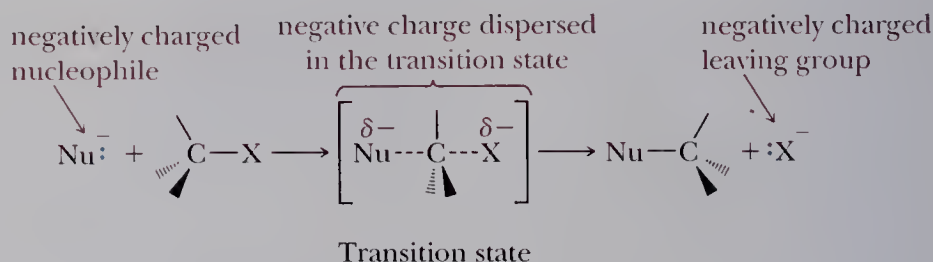 negatively charged nucleophile
negative charge dispersed in the transition state
negatively charged leaving group
δ− δ−
Nu:⁻ + C—X ⟶ [Nu---C---X] ⟶ Nu—C + :X⁻
Transition state